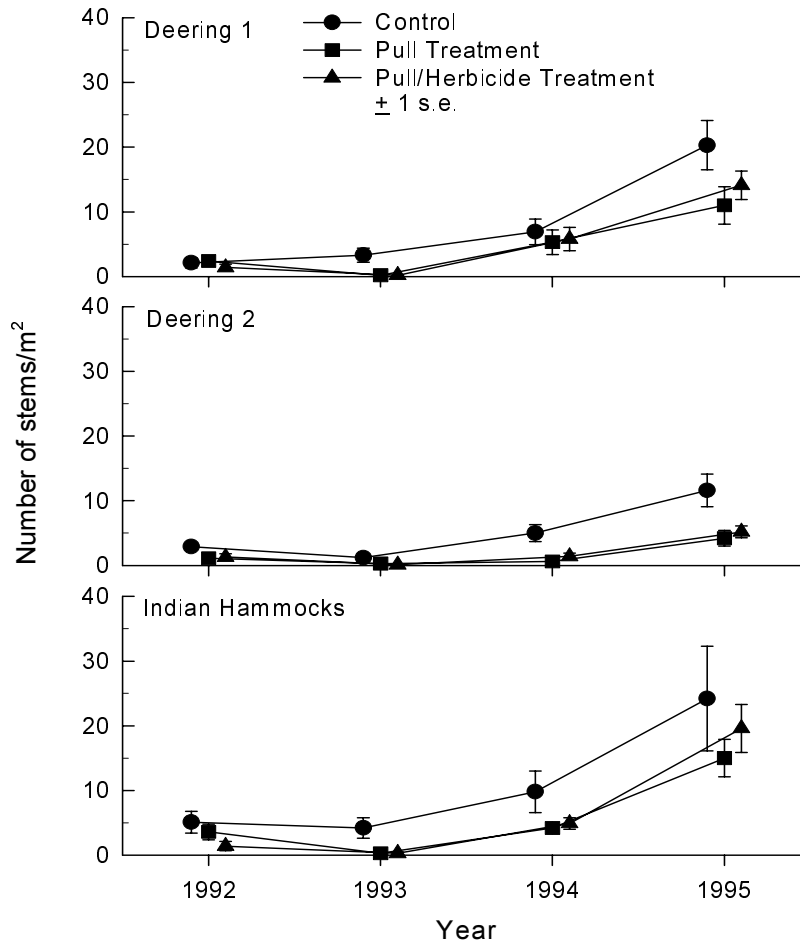 Deering 1
Control
Pull Treatment
Pull/Herbicide Treatment
± 1 s.e.
40
30
20
10
0
Deering 2
40
30
20
10
0
Indian Hammocks
40
30
20
10
0
Number of stems/m²
1992 1993 1994 1995
Year